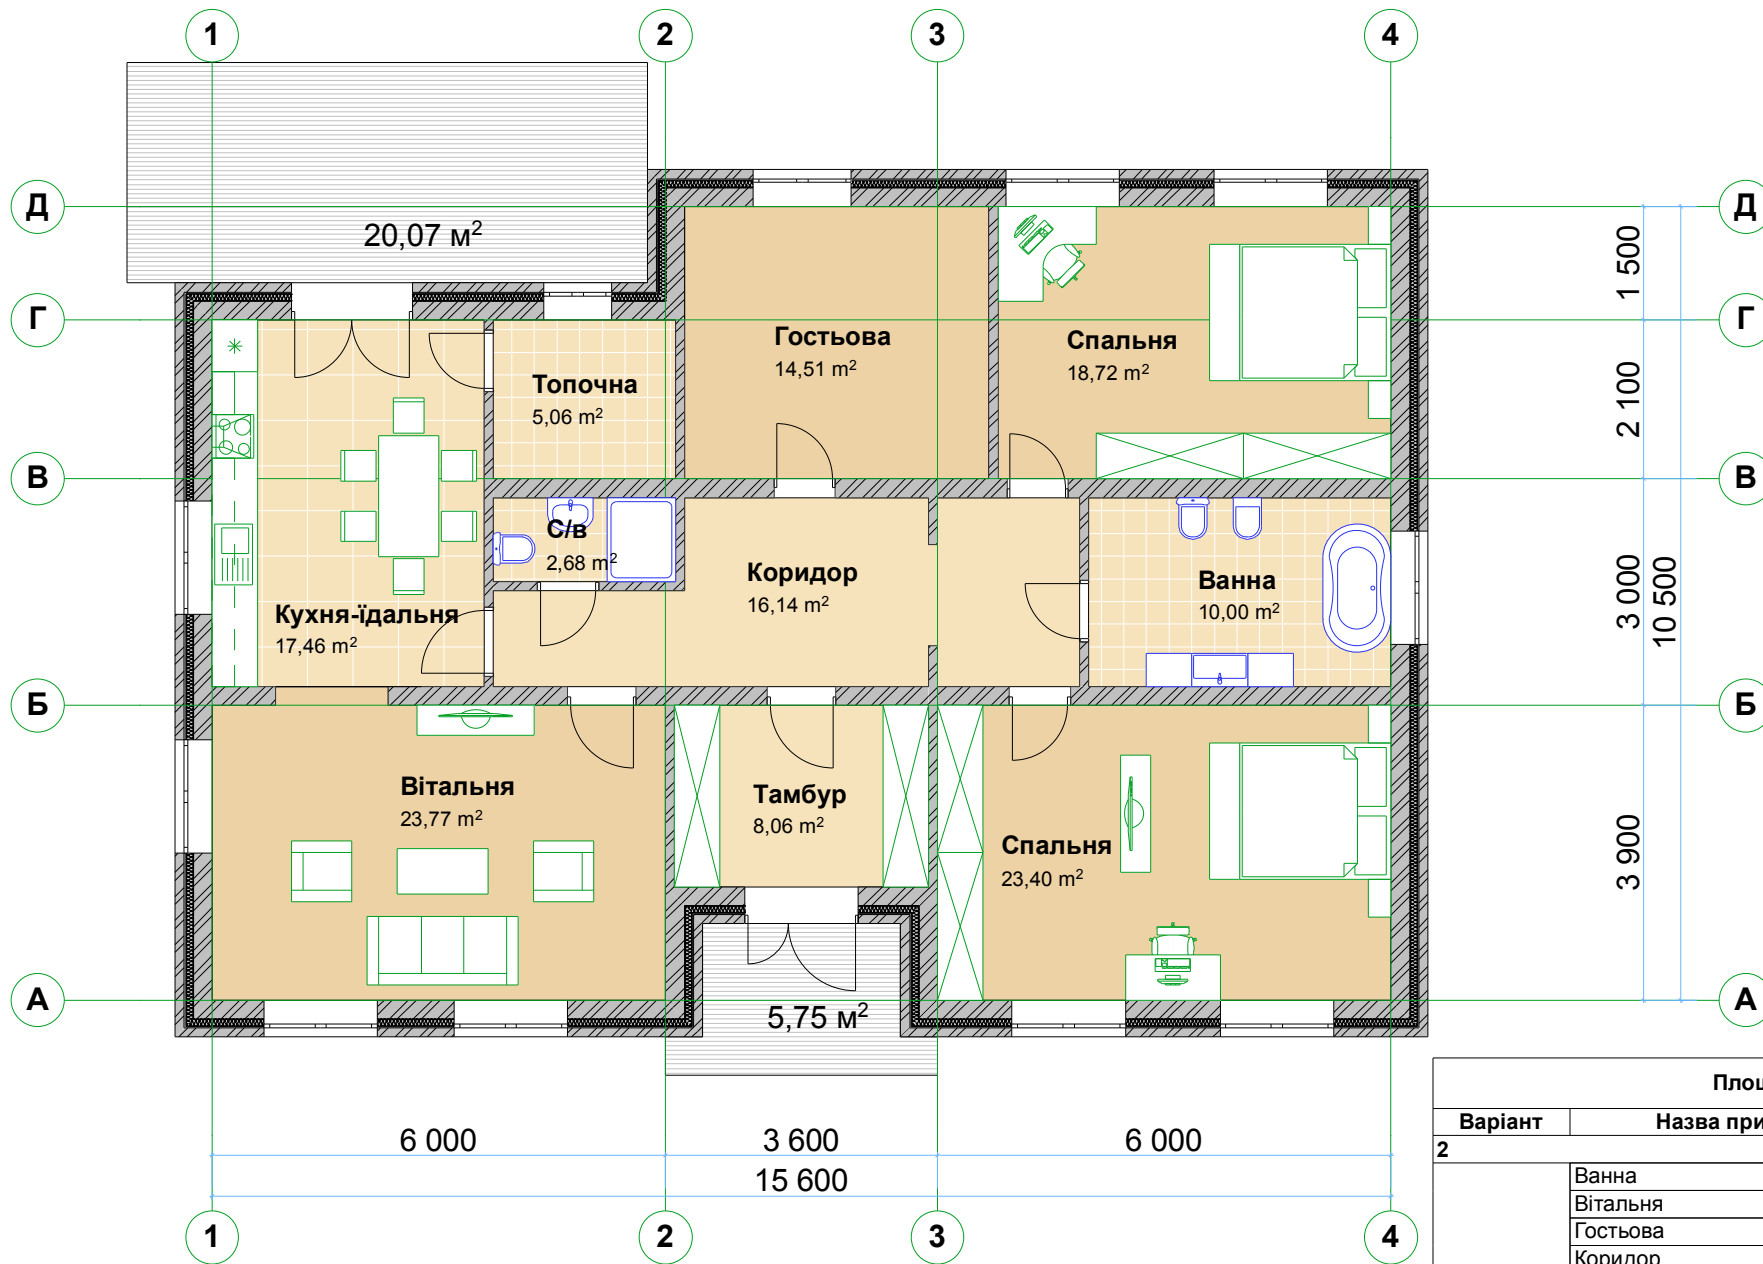 1 2 3 4
Д Д
20,07 м²
1 500
Г Г
Гостьова
14,51 m²
Спальня
18,72 m²
Топочна
5,06 m²
2 100
В В
С/в
2,68 m²
Коридор
16,14 m²
Ванна
10,00 m²
3 000
10 500
Кухня-їдальня
17,46 m²
Б Б
Вітальня
23,77 m²
Тамбур
8,06 m²
Спальня
23,40 m²
3 900
А А
5,75 м²
6 000 3 600 6 000
15 600
1 2 3 4
Площ
Варіант Назва при
2
Ванна
Вітальня
Гостьова
Коридор